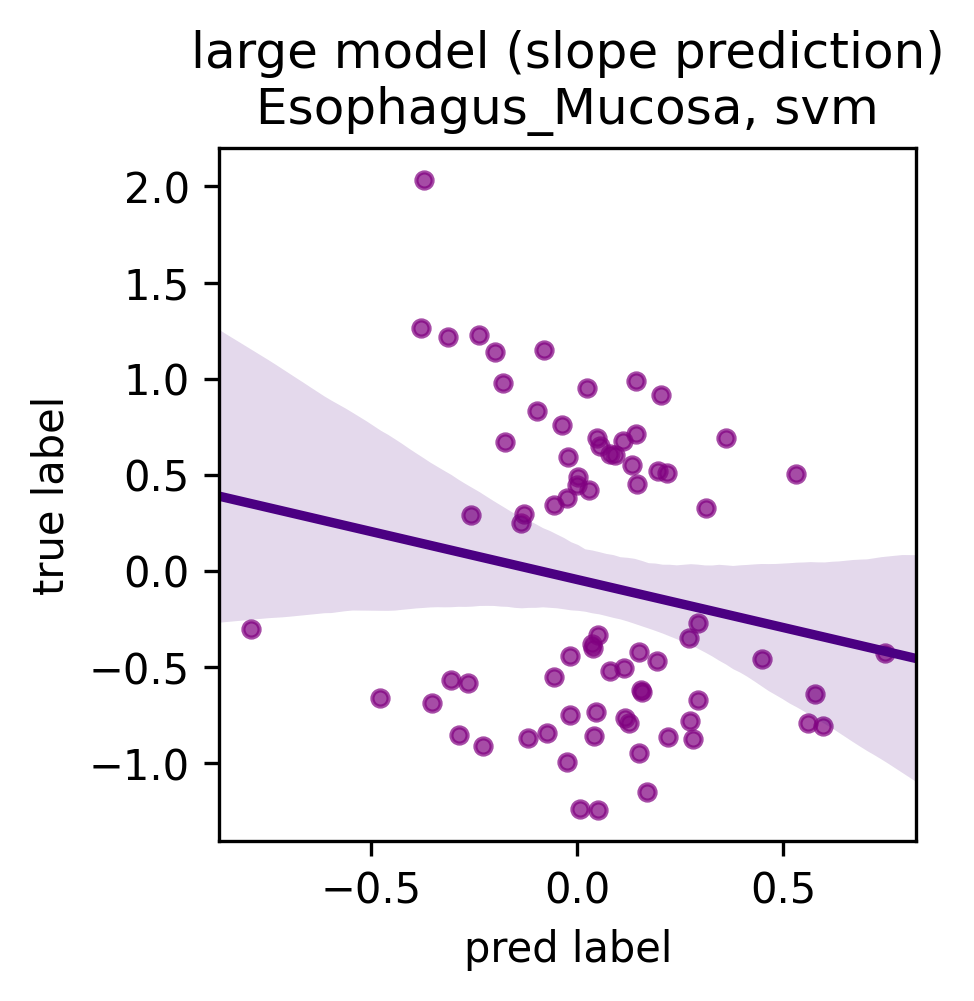 large model (slope prediction)
Esophagus_Mucosa, svm
2.0
1.5
1.0
0.5
0.0
−0.5
−1.0
true label
−0.5 0.0 0.5
pred label